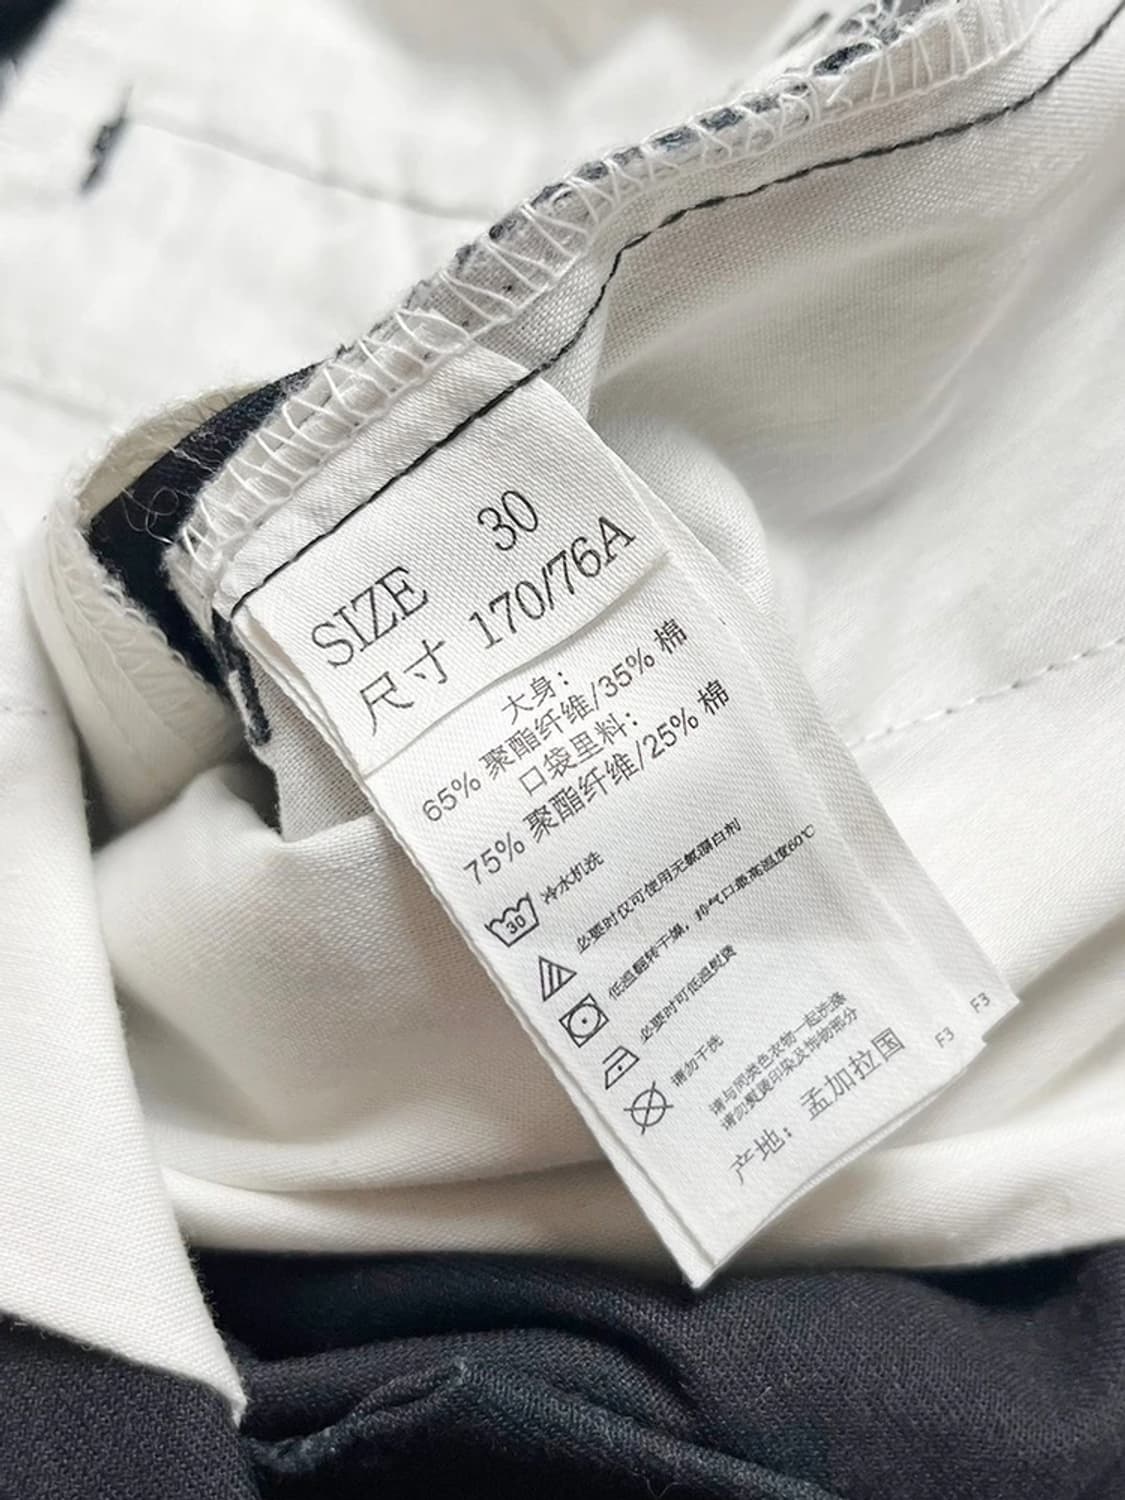 SIZE 30
尺寸 170/76A
大身：
65% 聚酯纤维/35% 棉
口袋里料：
75% 聚酯纤维/25% 棉
30 冷水机洗
必要时仅可使用无氯漂白剂
低温翻转干燥，排气口最高温度60℃
必要时可低温熨烫
请勿干洗
请与同类色衣物一起洗涤
请勿熨烫印染及饰物部分
产地：孟加拉国
F3
F3